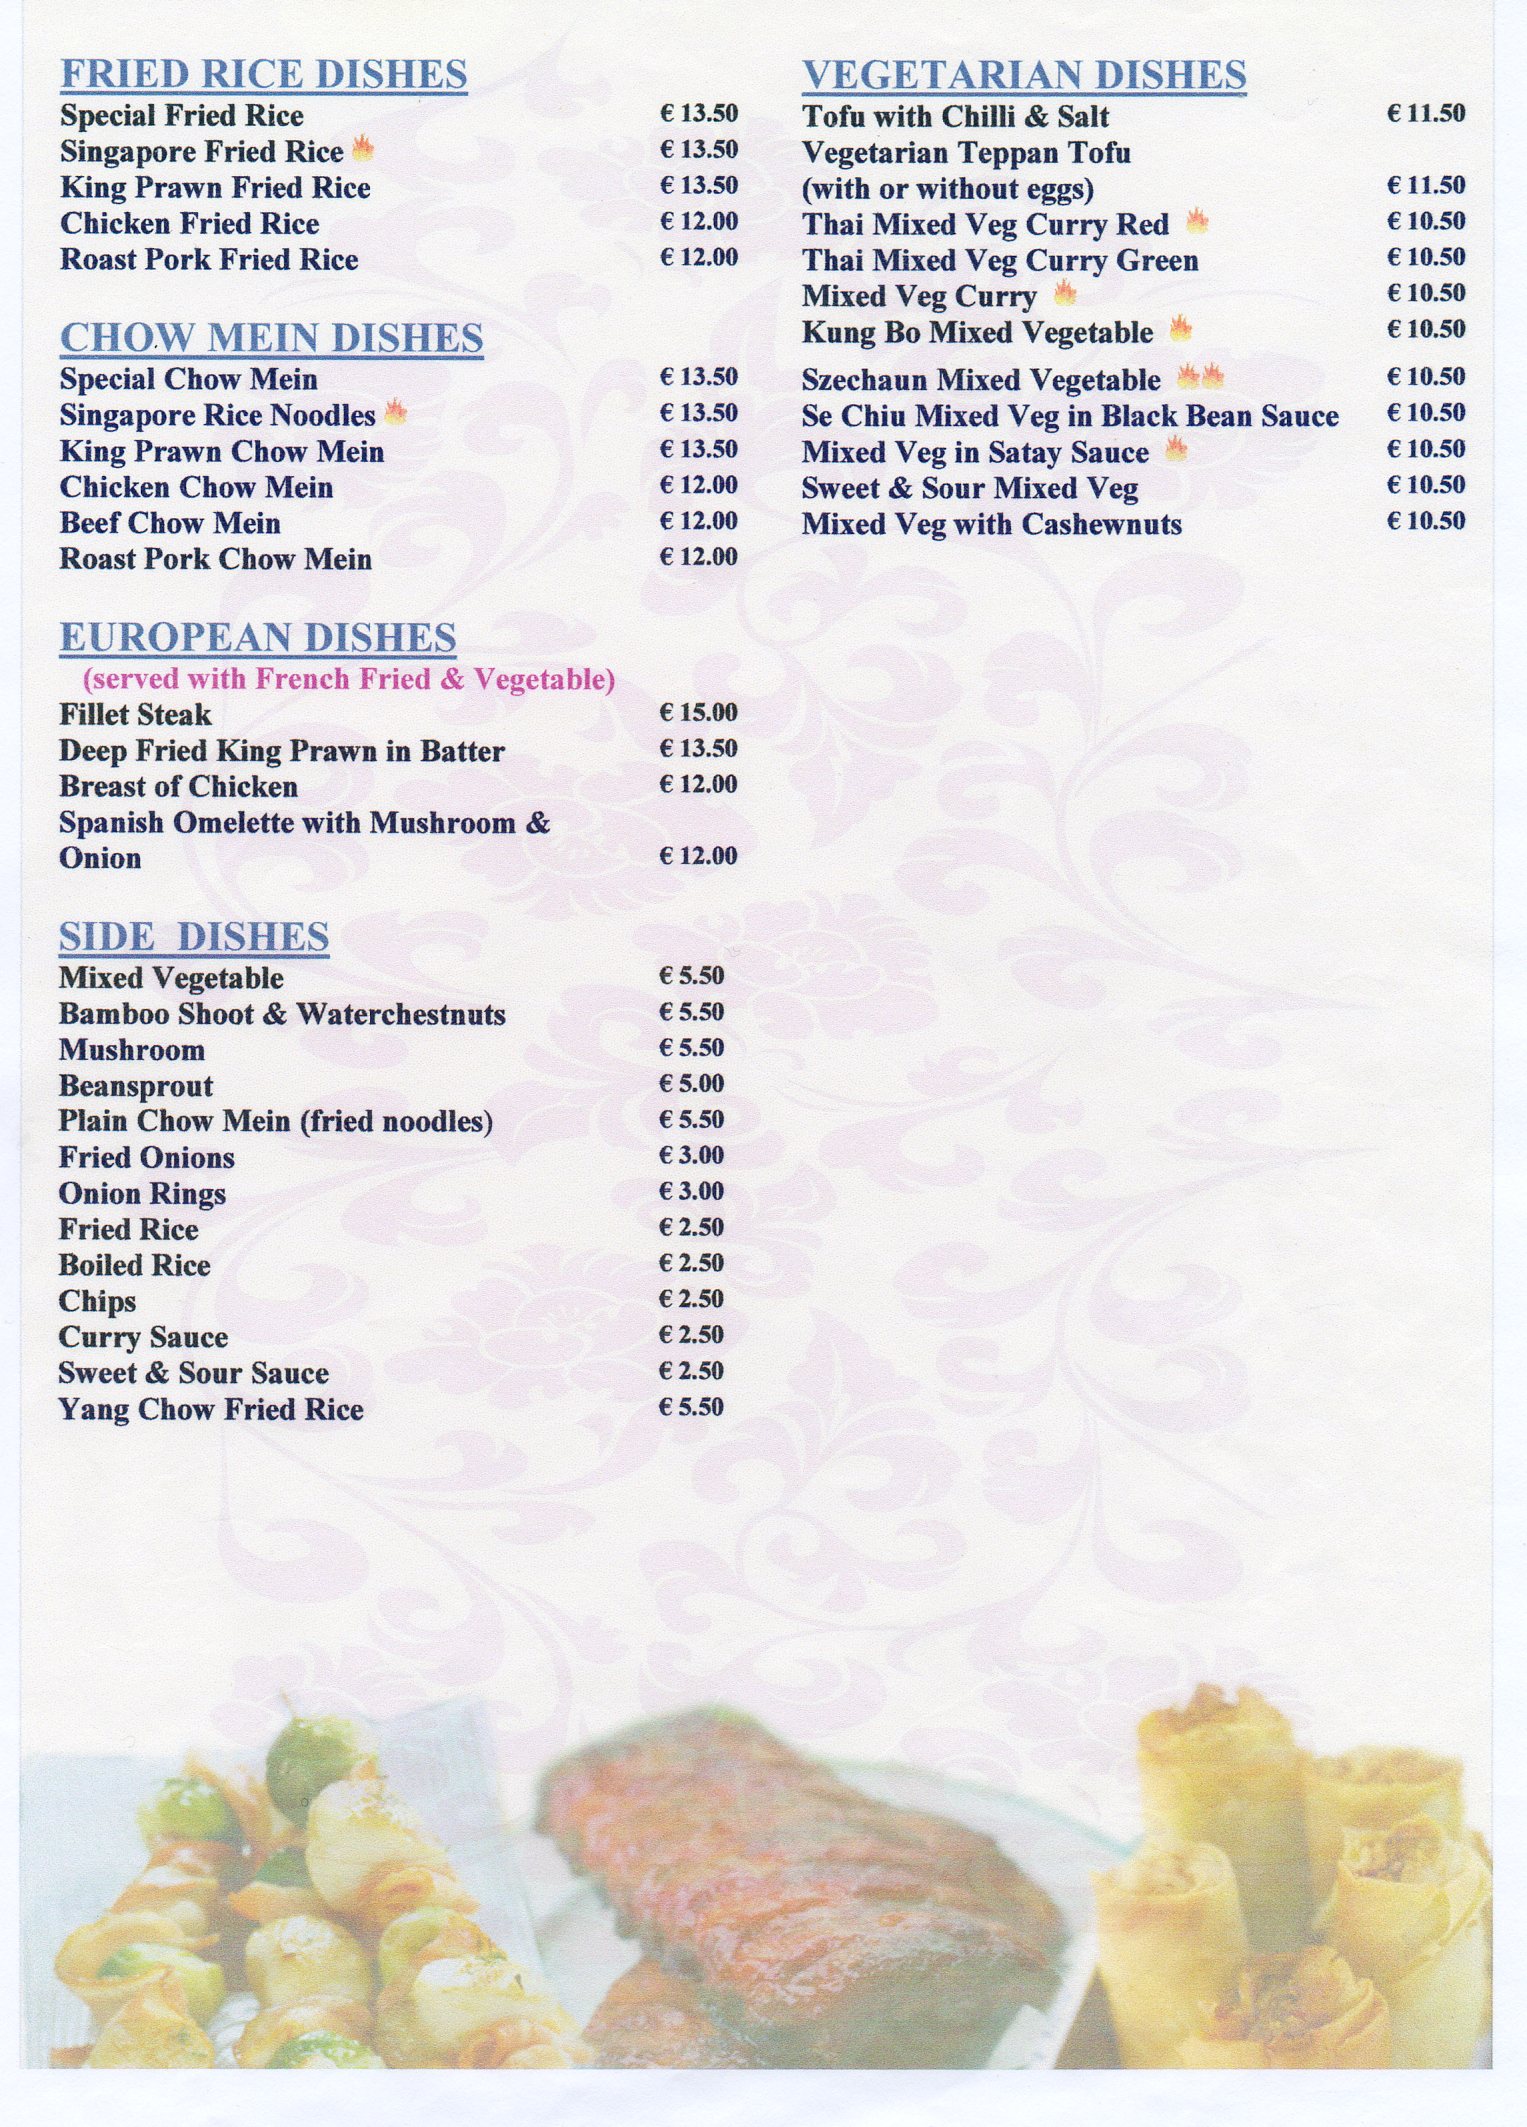 FRIED RICE DISHES
Special Fried Rice € 13.50
Singapore Fried Rice € 13.50
King Prawn Fried Rice € 13.50
Chicken Fried Rice € 12.00
Roast Pork Fried Rice € 12.00
CHOW MEIN DISHES
Special Chow Mein € 13.50
Singapore Rice Noodles € 13.50
King Prawn Chow Mein € 13.50
Chicken Chow Mein € 12.00
Beef Chow Mein € 12.00
Roast Pork Chow Mein € 12.00
EUROPEAN DISHES
(served with French Fried & Vegetable)
Fillet Steak € 15.00
Deep Fried King Prawn in Batter € 13.50
Breast of Chicken € 12.00
Spanish Omelette with Mushroom &
Onion € 12.00
SIDE DISHES
Mixed Vegetable € 5.50
Bamboo Shoot & Waterchestnuts € 5.50
Mushroom € 5.50
Beansprout € 5.00
Plain Chow Mein (fried noodles) € 5.50
Fried Onions € 3.00
Onion Rings € 3.00
Fried Rice € 2.50
Boiled Rice € 2.50
Chips € 2.50
Curry Sauce € 2.50
Sweet & Sour Sauce € 2.50
Yang Chow Fried Rice € 5.50
VEGETARIAN DISHES
Tofu with Chilli & Salt € 11.50
Vegetarian Teppan Tofu
(with or without eggs) € 11.50
Thai Mixed Veg Curry Red € 10.50
Thai Mixed Veg Curry Green € 10.50
Mixed Veg Curry € 10.50
Kung Bo Mixed Vegetable € 10.50
Szechaun Mixed Vegetable € 10.50
Se Chiu Mixed Veg in Black Bean Sauce € 10.50
Mixed Veg in Satay Sauce € 10.50
Sweet & Sour Mixed Veg € 10.50
Mixed Veg with Cashewnuts € 10.50